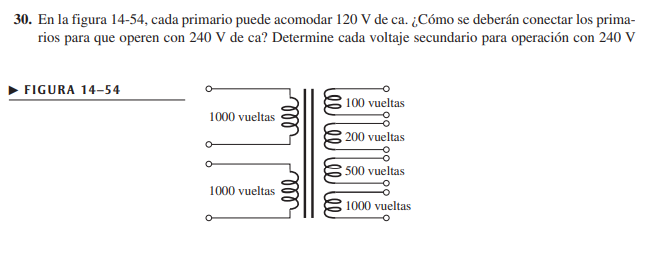 30. En la figura 14-54, cada primario puede acomodar 120 V de ca. ¿Cómo se deberán conectar los prima-
rios para que operen con 240 V de ca? Determine cada voltaje secundario para operación con 240 V
▶ FIGURA 14–54
100 vueltas
1000 vueltas
200 vueltas
500 vueltas
1000 vueltas
1000 vueltas